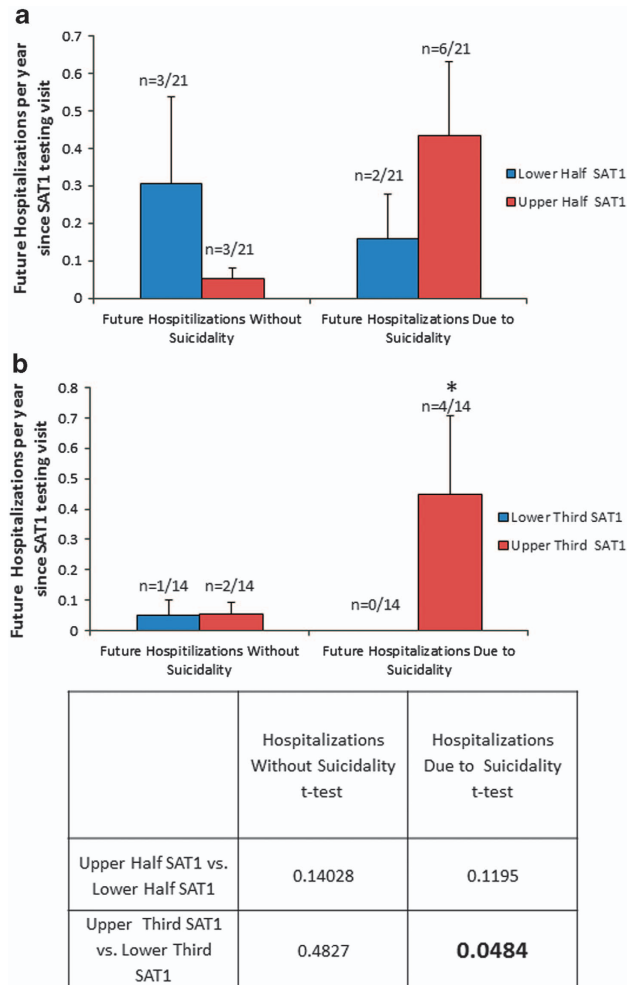 a
Future Hospitalizations per year
since SAT1 testing visit
0.7
0.6
0.5
0.4
0.3
0.2
0.1
0
n=3/21
n=3/21
n=2/21
n=6/21
Lower Half SAT1
Upper Half SAT1
Future Hospitilizations Without
Suicidality
Future Hospitalizations Due to
Suicidality
b
Future Hospitalizations per year
since SAT1 testing visit
0.8
0.7
0.6
0.5
0.4
0.3
0.2
0.1
0
n=1/14
n=2/14
n=0/14
*
n=4/14
Lower Third SAT1
Upper Third SAT1
Future Hospitilizations Without
Suicidality
Future Hospitalizations Due to
Suicidality
Hospitalizations
Without Suicidality
t-test
Hospitalizations
Due to Suicidality
t-test
Upper Half SAT1 vs.
Lower Half SAT1
0.14028
0.1195
Upper Third SAT1
vs. Lower Third
SAT1
0.4827
0.0484